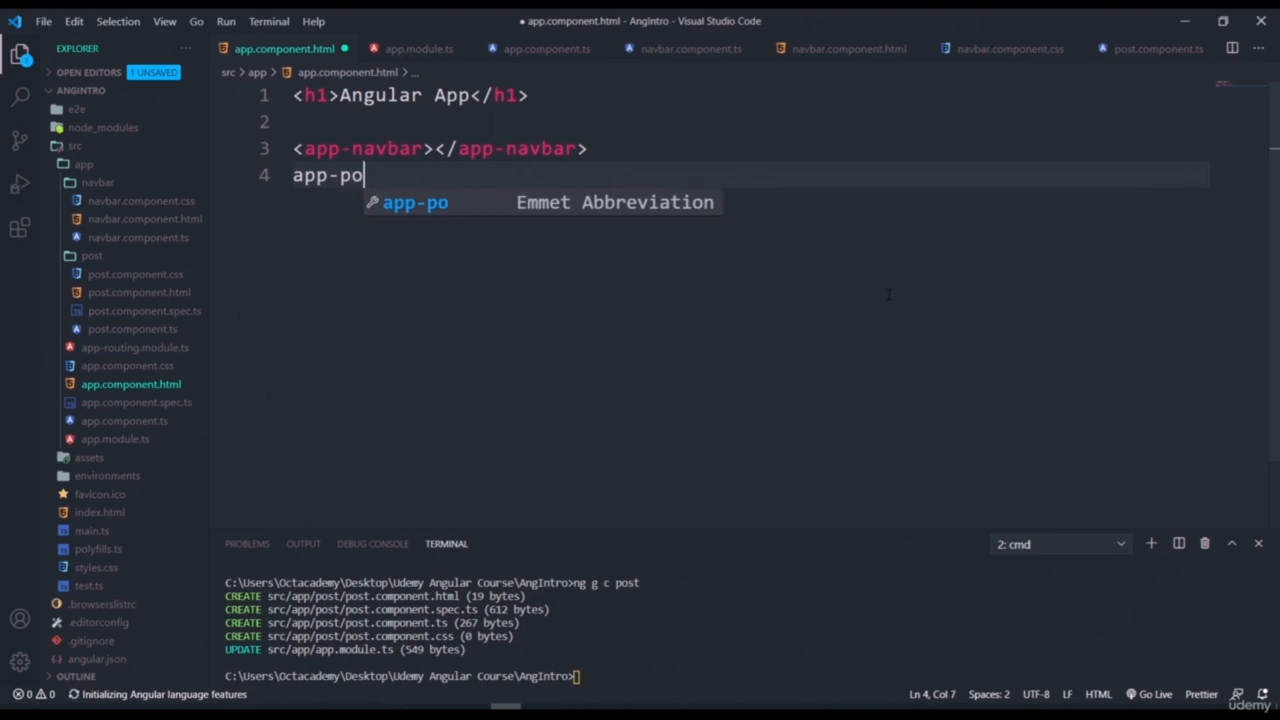 File Edit Selection View Go Run Terminal Help
● app.component.html - AngIntro - Visual Studio Code
EXPLORER
app.component.html
app.module.ts
app.component.ts
navbar.component.ts
navbar.component.html
navbar.component.css
post.component.ts
OPEN EDITORS 1 UNSAVED
src > app > app.component.html > ...
ANGINTRO
e2e
node_modules
src
app
navbar
navbar.component.css
navbar.component.html
navbar.component.ts
post
post.component.css
post.component.html
post.component.spec.ts
post.component.ts
app-routing.module.ts
app.component.css
app.component.html
app.component.spec.ts
app.component.ts
app.module.ts
assets
environments
favicon.ico
index.html
main.ts
polyfills.ts
styles.css
test.ts
.browserslistrc
.editorconfig
.gitignore
angular.json
OUTLINE
1 <h1>Angular App</h1>
2
3 <app-navbar></app-navbar>
4 app-po
app-po Emmet Abbreviation
PROBLEMS OUTPUT DEBUG CONSOLE TERMINAL
2: cmd
C:\Users\Octacademy\Desktop\Udemy Angular Course\AngIntro>ng g c post
CREATE src/app/post/post.component.html (19 bytes)
CREATE src/app/post/post.component.spec.ts (612 bytes)
CREATE src/app/post/post.component.ts (267 bytes)
CREATE src/app/post/post.component.css (0 bytes)
UPDATE src/app/app.module.ts (549 bytes)
C:\Users\Octacademy\Desktop\Udemy Angular Course\AngIntro>
0 0 Initializing Angular language features
Ln 4, Col 7 Spaces: 2 UTF-8 LF HTML Go Live Prettier
udemy